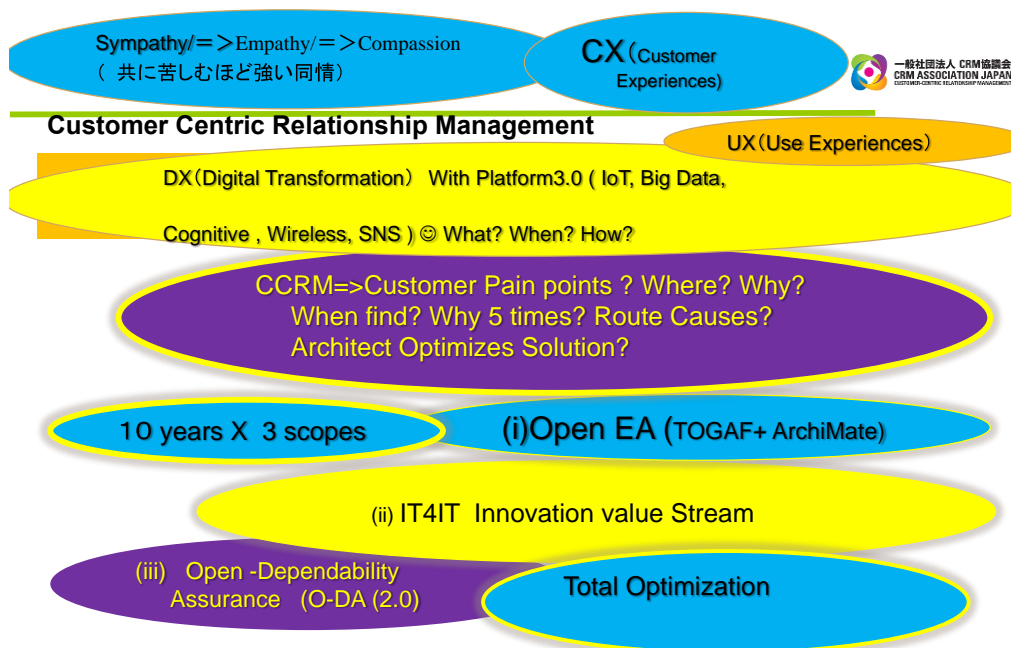 Sympathy/＝＞Empathy/＝＞Compassion
（ 共に苦しむほど強い同情）
CX（Customer
Experiences)
一般社団法人 CRM協議会
CRM ASSOCIATION JAPAN
CUSTOMER-CENTRIC RELATIONSHIP MANAGEMENT
Customer Centric Relationship Management
UX（Use Experiences）
DX（Digital Transformation） With Platform3.0 ( IoT, Big Data,
Cognitive , Wireless, SNS ) ☺ What? When? How?
CCRM=>Customer Pain points ? Where? Why?
When find? Why 5 times? Route Causes?
Architect Optimizes Solution?
１０ years X 3 scopes
(i)Open EA (TOGAF+ ArchiMate)
(ii) IT4IT Innovation value Stream
(iii) Open -Dependability
Assurance (O-DA (2.0)
Total Optimization